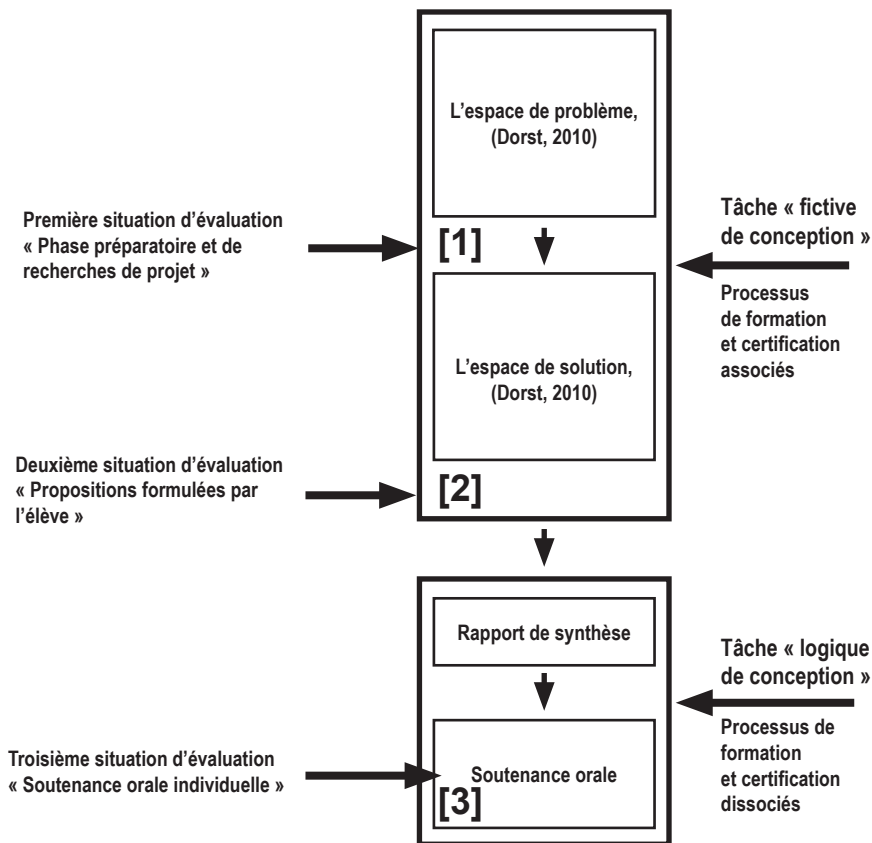 L’espace de problème,
(Dorst, 2010)
Première situation d’évaluation
« Phase préparatoire et de
recherches de projet »
[1]
Tâche « fictive
de conception »
Processus
de formation
et certification
associés
L’espace de solution,
(Dorst, 2010)
Deuxième situation d’évaluation
« Propositions formulées par
l’élève »
[2]
Rapport de synthèse
Tâche « logique
de conception »
Processus de
formation
et certification
dissociés
Troisième situation d’évaluation
« Soutenance orale individuelle »
Soutenance orale
[3]